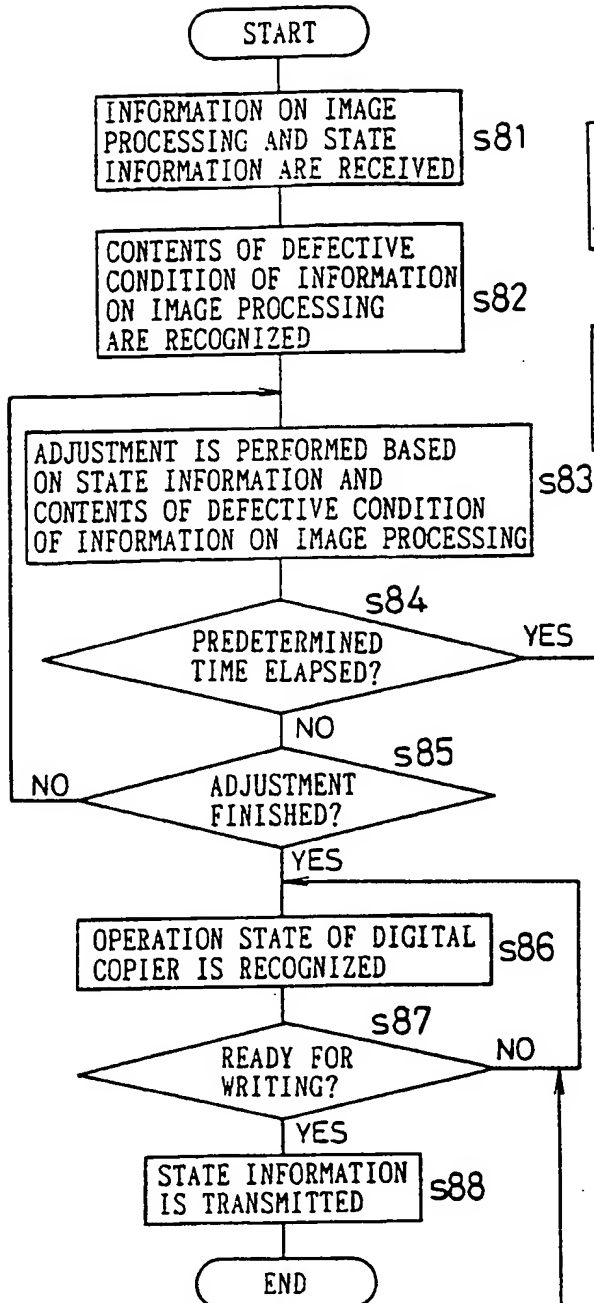 START
INFORMATION ON IMAGE
PROCESSING AND STATE
INFORMATION ARE RECEIVED
s81
CONTENTS OF DEFECTIVE
CONDITION OF INFORMATION
ON IMAGE PROCESSING
ARE RECOGNIZED
s82
ADJUSTMENT IS PERFORMED BASED
ON STATE INFORMATION AND
CONTENTS OF DEFECTIVE CONDITION
OF INFORMATION ON IMAGE PROCESSING
s83
s84
PREDETERMINED
TIME ELAPSED?
YES
NO
s85
NO
ADJUSTMENT
FINISHED?
YES
OPERATION STATE OF DIGITAL
COPIER IS RECOGNIZED
s86
s87
READY FOR
WRITING?
NO
YES
STATE INFORMATION
IS TRANSMITTED
s88
END